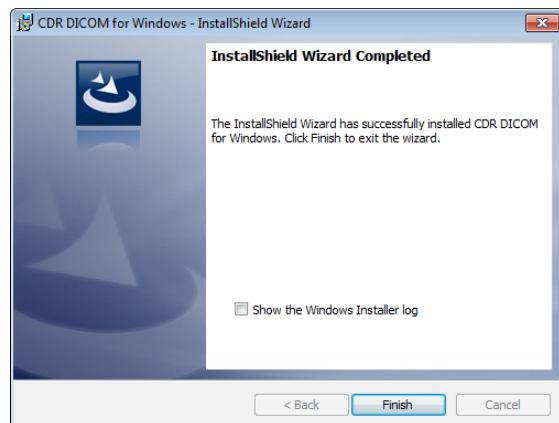 CDR DICOM for Windows - InstallShield Wizard
InstallShield Wizard Completed
The InstallShield Wizard has successfully installed CDR DICOM
for Windows. Click Finish to exit the wizard.
Show the Windows Installer log
< Back
Finish
Cancel